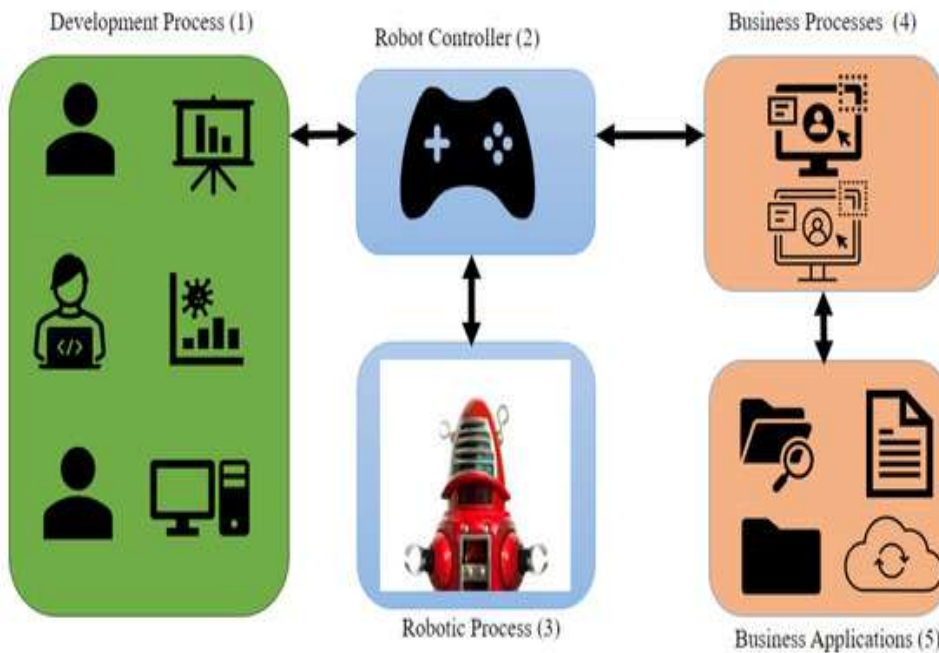 Development Process (1)
Robot Controller (2)
Business Processes (4)
</>
Robotic Process (3)
Business Applications (5)